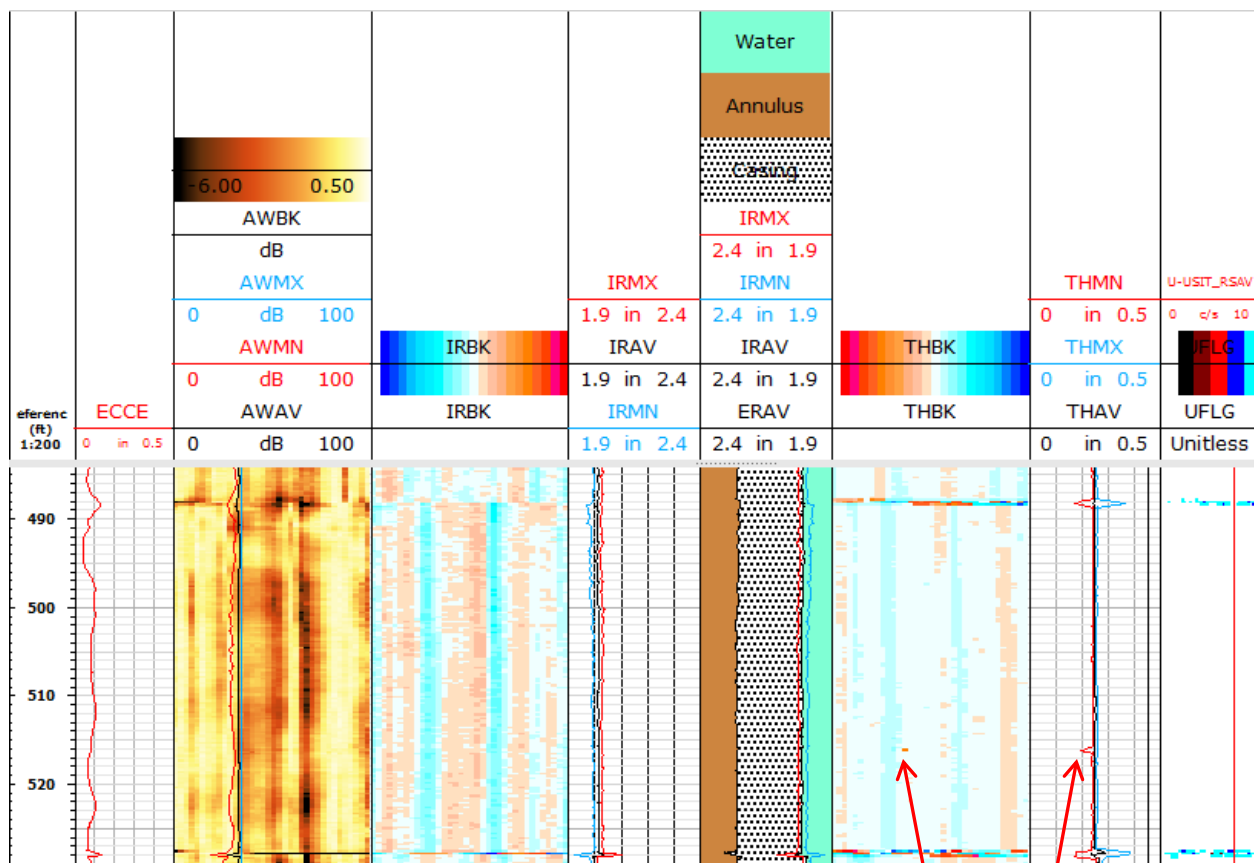 Water
Annulus
Casing
-6.00 0.50
AWBK
dB
AWMX
0 dB 100
AWMN
0 dB 100
AWAV
0 dB 100
IRBK
IRBK
IRMX
1.9 in 2.4
IRAV
1.9 in 2.4
IRMN
1.9 in 2.4
IRMX
2.4 in 1.9
IRMN
2.4 in 1.9
IRAV
2.4 in 1.9
ERAV
2.4 in 1.9
THBK
THBK
THMN
0 in 0.5
THMX
0 in 0.5
THAV
0 in 0.5
U-USIT_RSAV
0 c/s 10
UFLG
UFLG
Unitless
eferenc
(ft)
1:200
ECCE
0 in 0.5
490
500
510
520